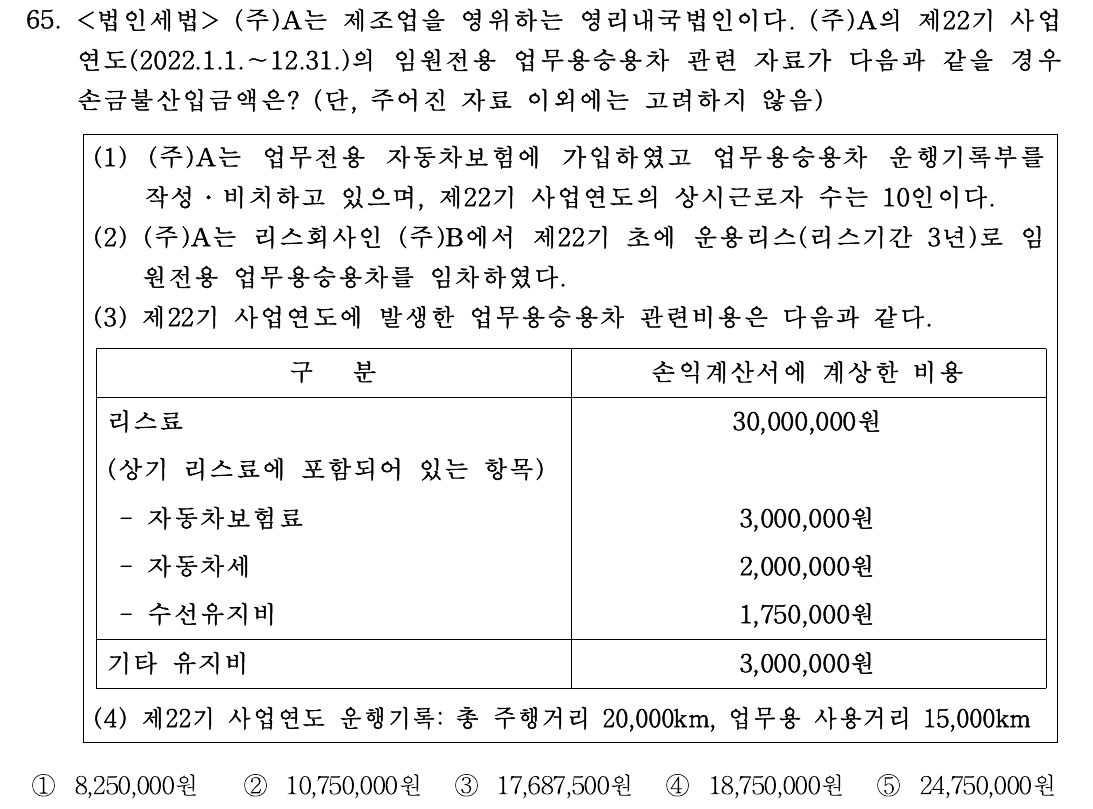 65. <법인세법> (주)A는 제조업을 영위하는 영리내국법인이다. (주)A의 제22기 사업
연도(2022.1.1.~12.31.)의 임원전용 업무용승용차 관련 자료가 다음과 같을 경우
손금불산입금액은? (단, 주어진 자료 이외에는 고려하지 않음)
(1) (주)A는 업무전용 자동차보험에 가입하였고 업무용승용차 운행기록부를
작성·비치하고 있으며, 제22기 사업연도의 상시근로자 수는 10인이다.
(2) (주)A는 리스회사인 (주)B에서 제22기 초에 운용리스(리스기간 3년)로 임
원전용 업무용승용차를 임차하였다.
(3) 제22기 사업연도에 발생한 업무용승용차 관련비용은 다음과 같다.
구 분 손익계산서에 계상한 비용
리스료 30,000,000원
(상기 리스료에 포함되어 있는 항목)
- 자동차보험료 3,000,000원
- 자동차세 2,000,000원
- 수선유지비 1,750,000원
기타 유지비 3,000,000원
(4) 제22기 사업연도 운행기록: 총 주행거리 20,000km, 업무용 사용거리 15,000km
① 8,250,000원 ② 10,750,000원 ③ 17,687,500원 ④ 18,750,000원 ⑤ 24,750,000원